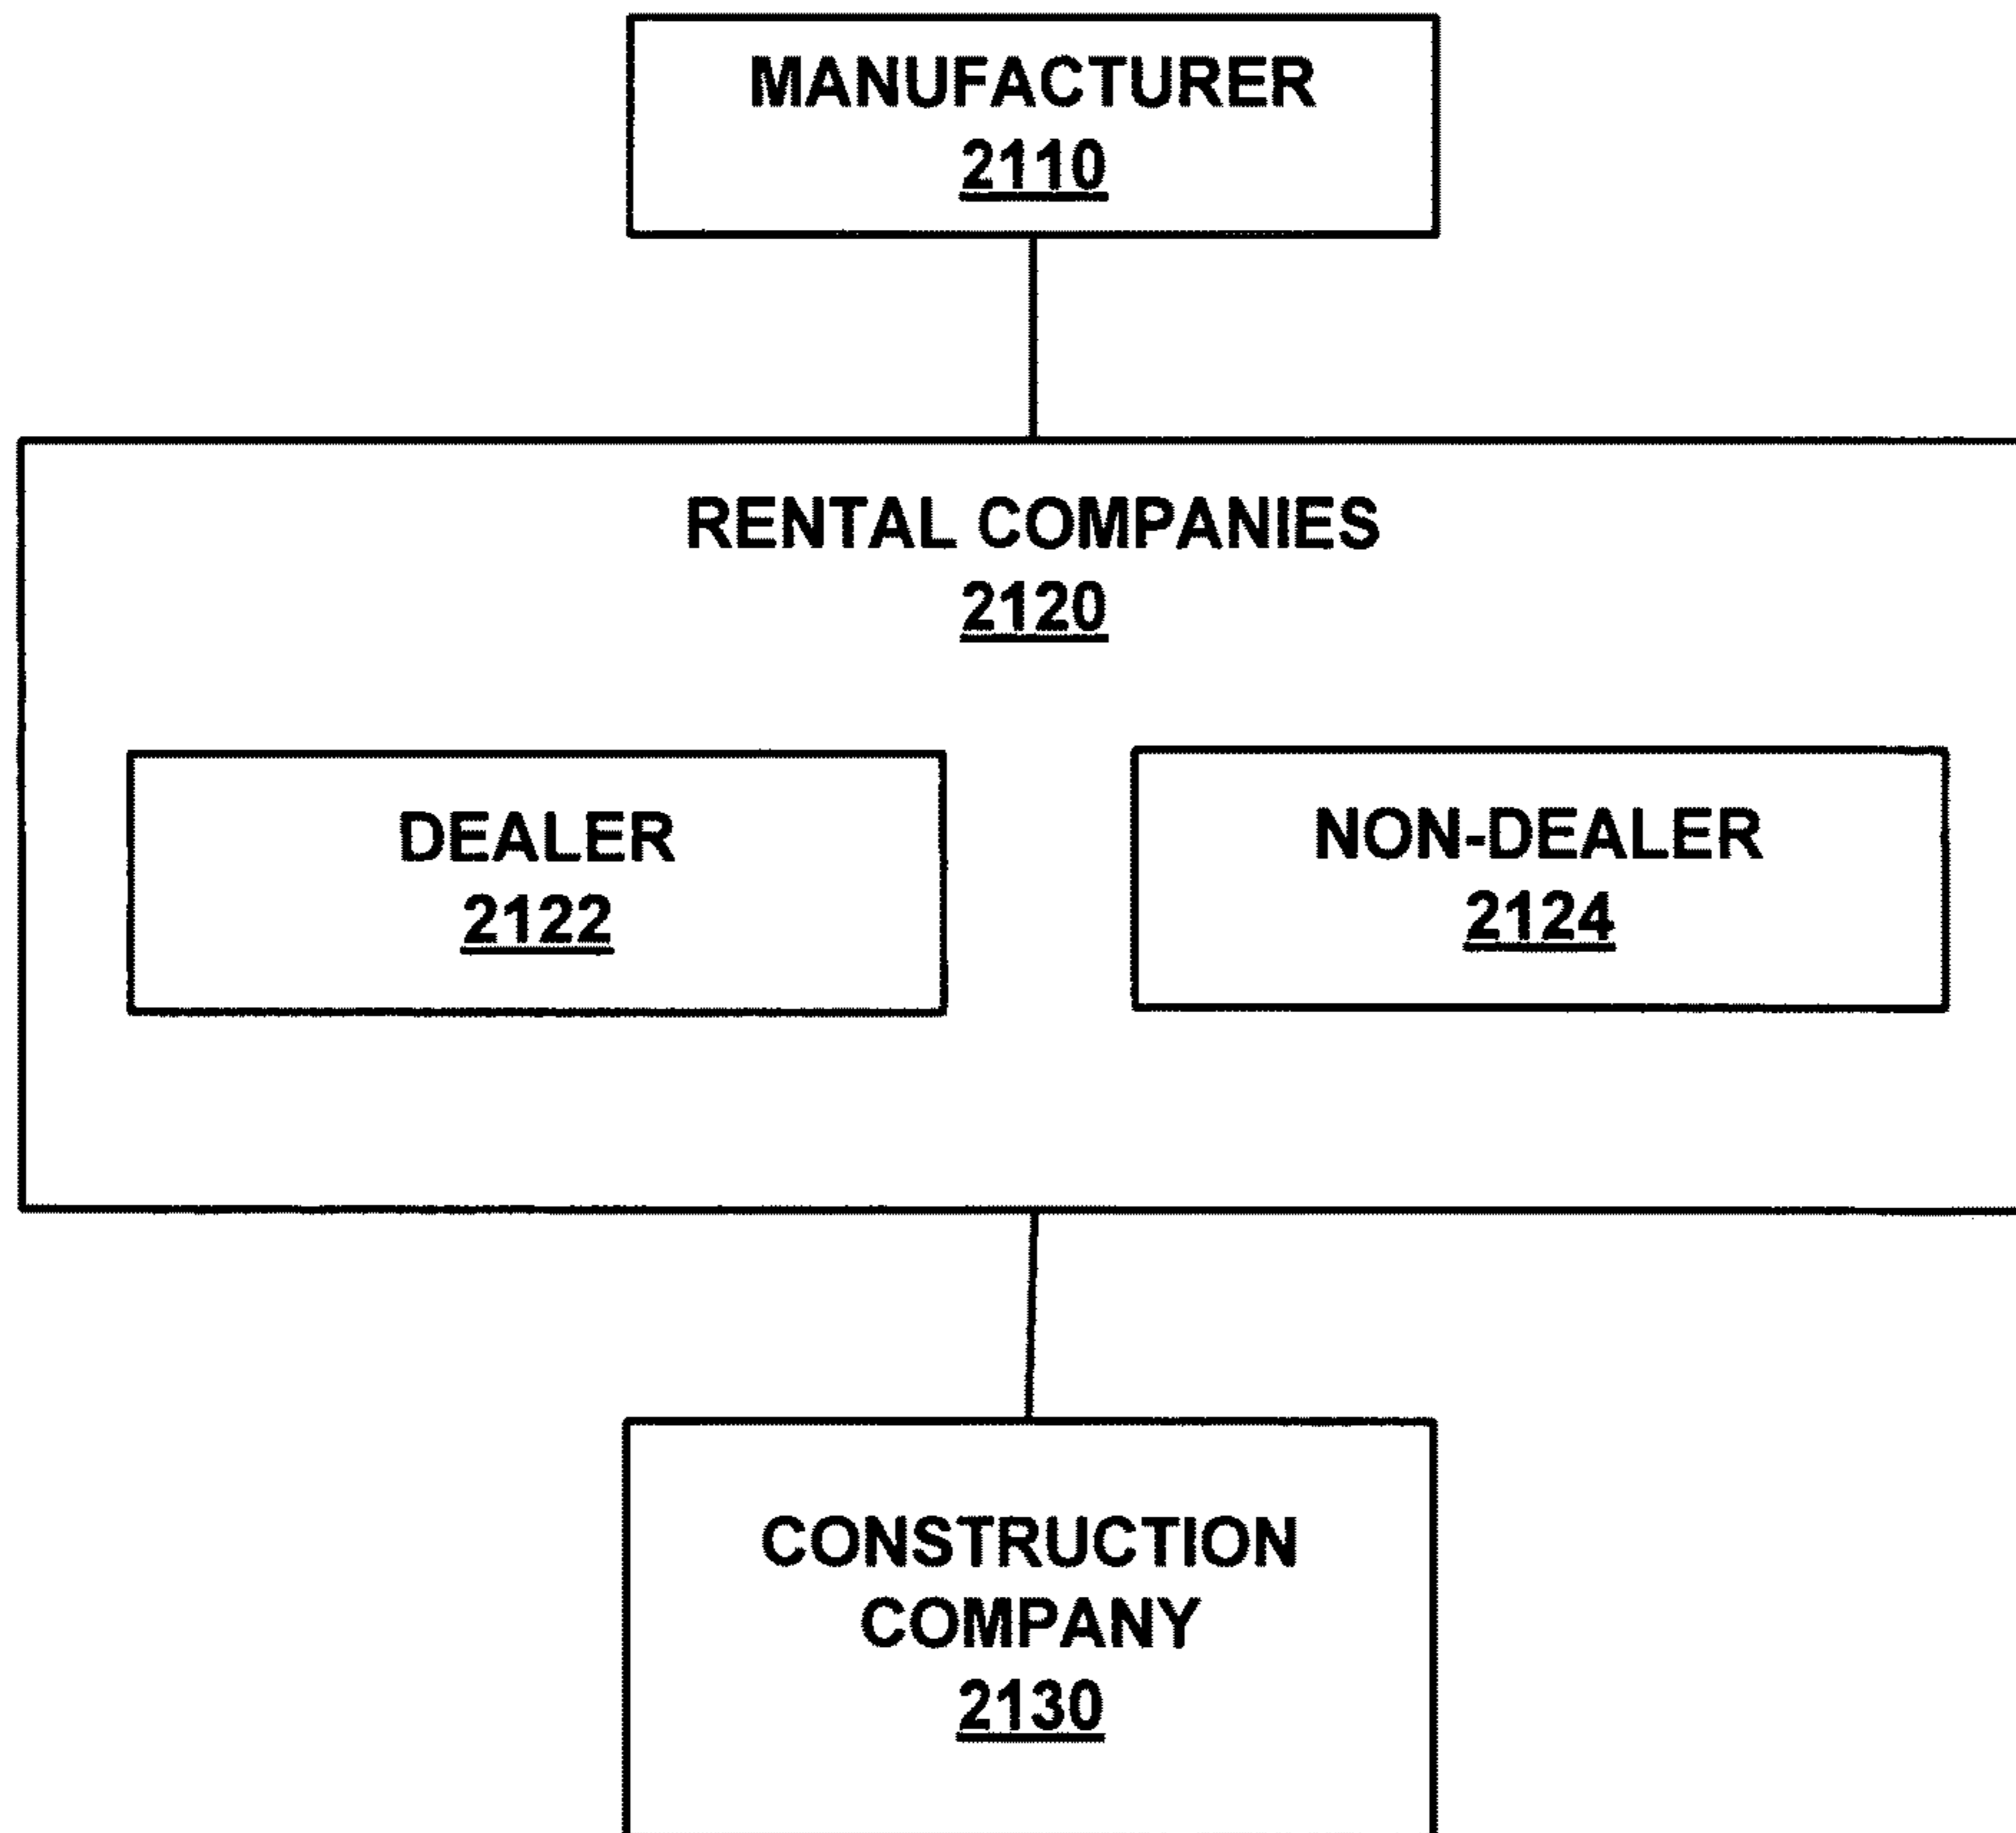 MANUFACTURER
2110
RENTAL COMPANIES
2120
DEALER
2122
NON-DEALER
2124
CONSTRUCTION
COMPANY
2130